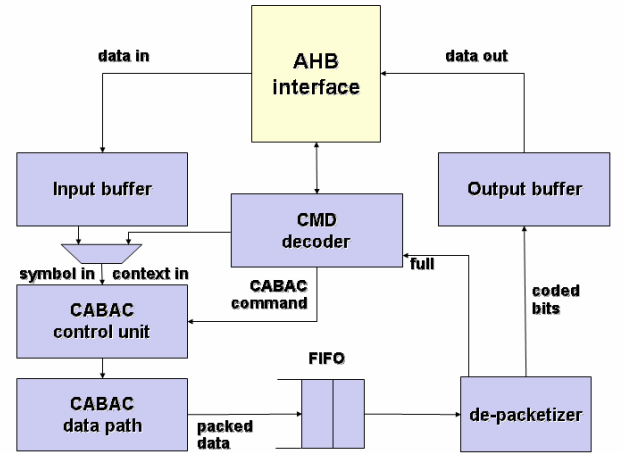 AHB
interface
data in
data out
Input buffer
Output buffer
CMD
decoder
symbol in
context in
full
CABAC
command
coded
bits
CABAC
control unit
FIFO
CABAC
data path
packed
data
de-packetizer